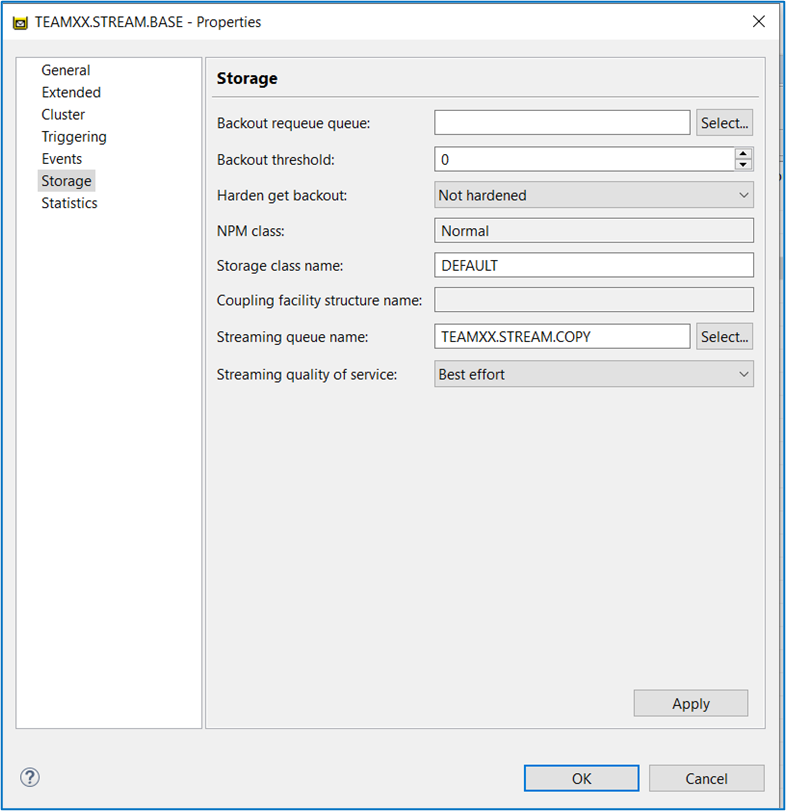 TEAMXX.STREAM.BASE - Properties
General
Extended
Cluster
Triggering
Events
Storage
Statistics
Storage
Backout requeue queue:
Select...
Backout threshold:
0
Harden get backout:
Not hardened
NPM class:
Normal
Storage class name:
DEFAULT
Coupling facility structure name:
Streaming queue name:
TEAMXX.STREAM.COPY
Select...
Streaming quality of service:
Best effort
Apply
?
OK
Cancel